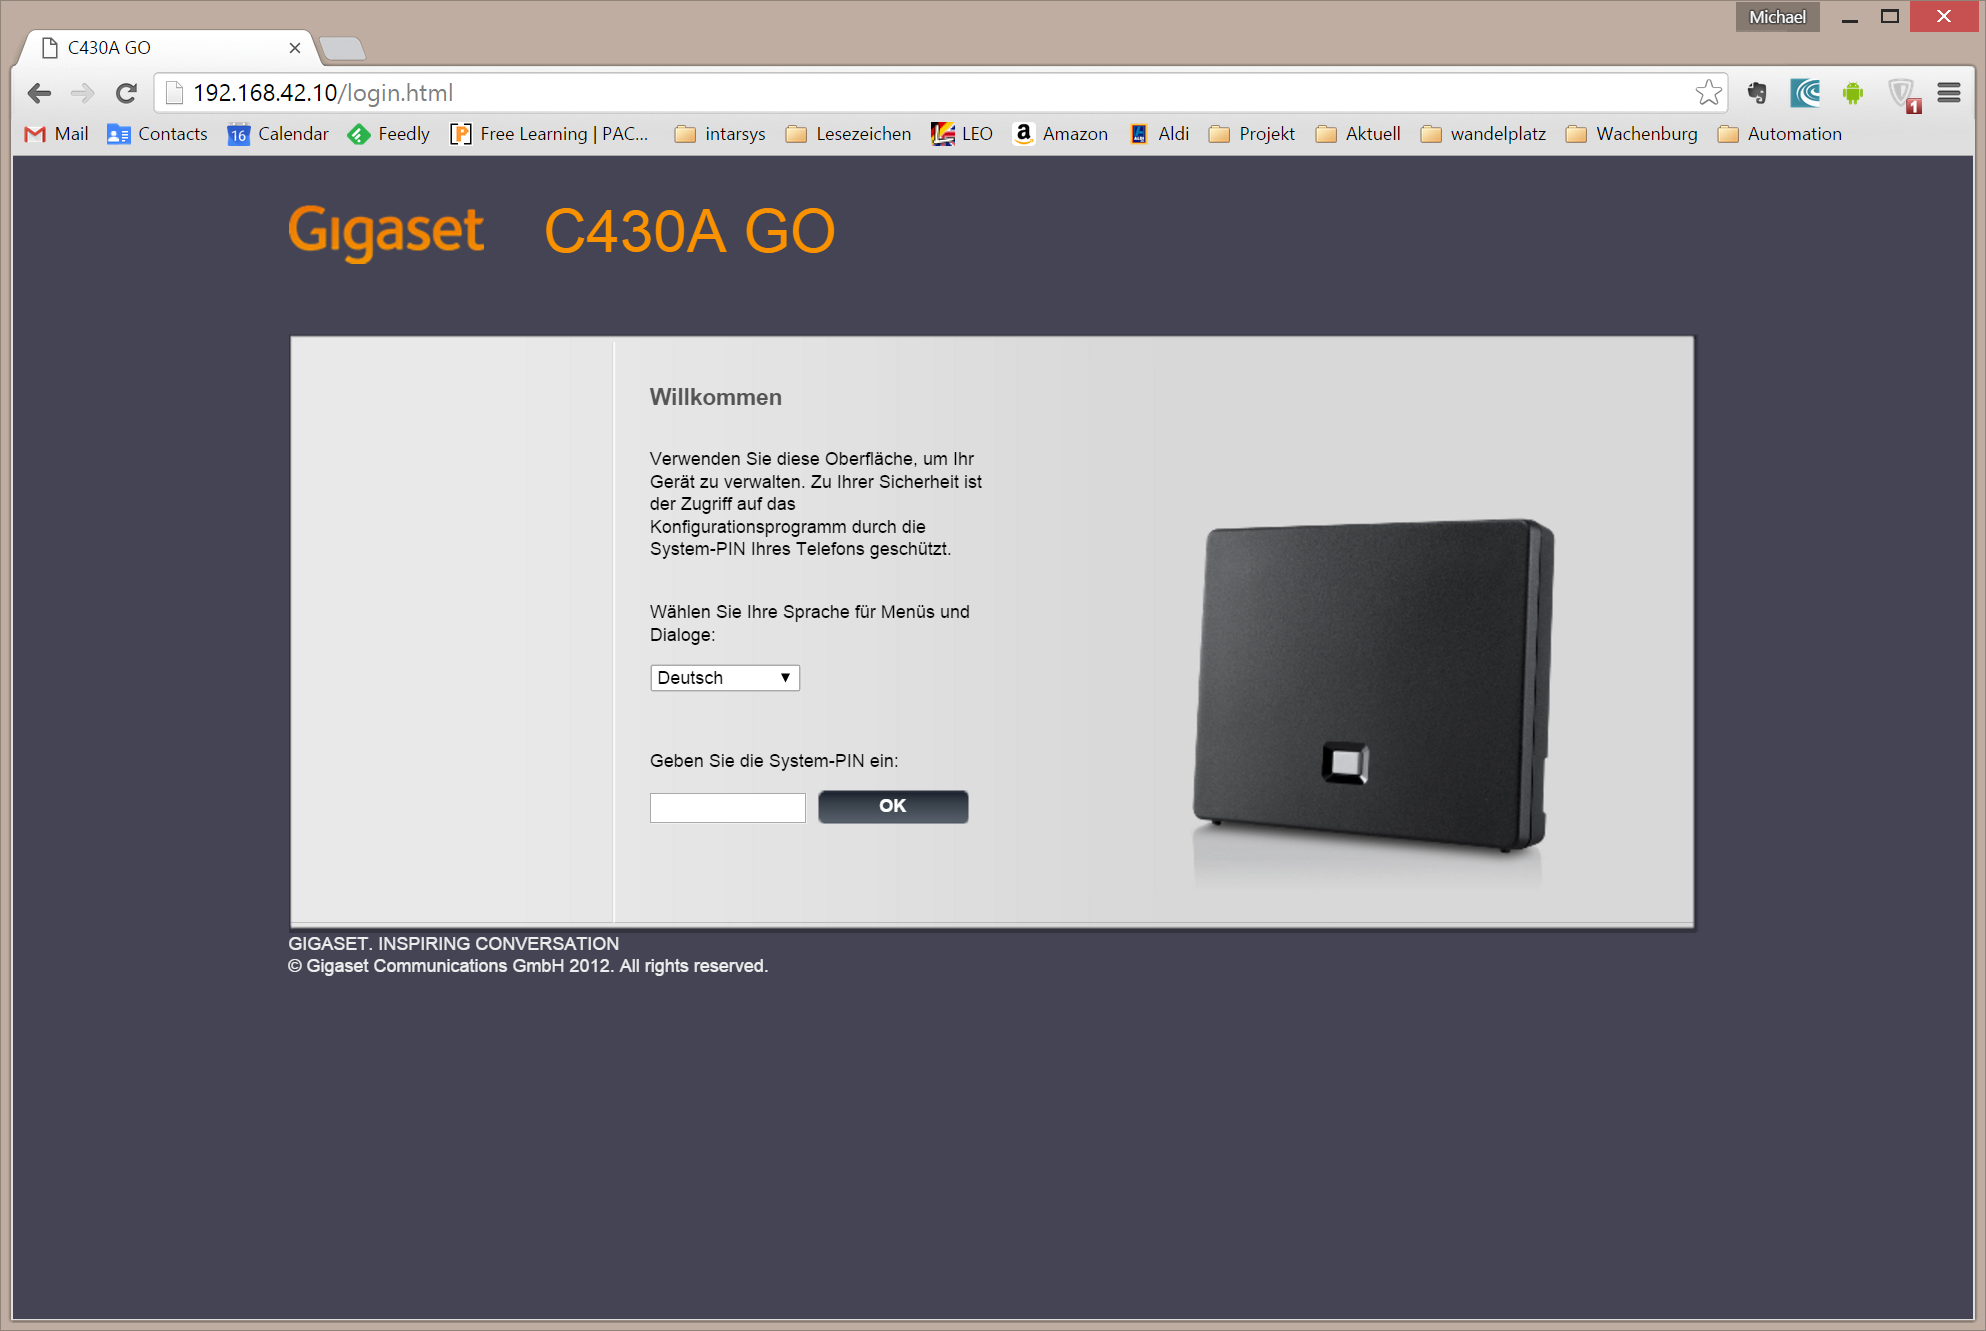 Michael
C430A GO
192.168.42.10/login.html
1
Mail
16
Contacts
Calendar
Feedly
Free Learning | PAC...
intarsys
Lesezeichen
LEO
a
Amazon
ALDI
Aldi
Projekt
Aktuell
wandelplatz
Wachenburg
Automation
Gigaset
C430A GO
Willkommen
Verwenden Sie diese Oberfläche, um Ihr
Gerät zu verwalten. Zu Ihrer Sicherheit ist
der Zugriff auf das
Konfigurationsprogramm durch die
System-PIN Ihres Telefons geschützt.
Wählen Sie Ihre Sprache für Menüs und
Dialoge:
Deutsch
Geben Sie die System-PIN ein:
OK
GIGASET. INSPIRING CONVERSATION
© Gigaset Communications GmbH 2012. All rights reserved.